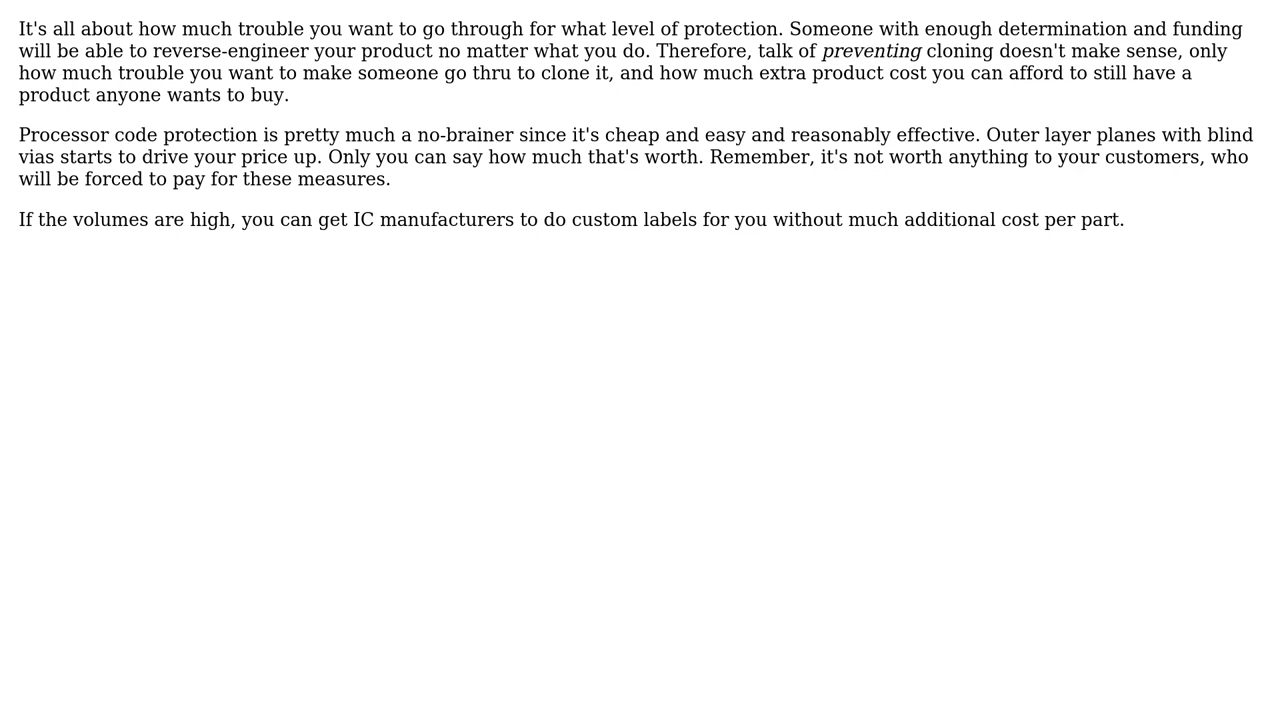 It's all about how much trouble you want to go through for what level of protection. Someone with enough determination and funding
will be able to reverse-engineer your product no matter what you do. Therefore, talk of preventing cloning doesn't make sense, only
how much trouble you want to make someone go thru to clone it, and how much extra product cost you can afford to still have a
product anyone wants to buy.
Processor code protection is pretty much a no-brainer since it's cheap and easy and reasonably effective. Outer layer planes with blind
vias starts to drive your price up. Only you can say how much that's worth. Remember, it's not worth anything to your customers, who
will be forced to pay for these measures.
If the volumes are high, you can get IC manufacturers to do custom labels for you without much additional cost per part.